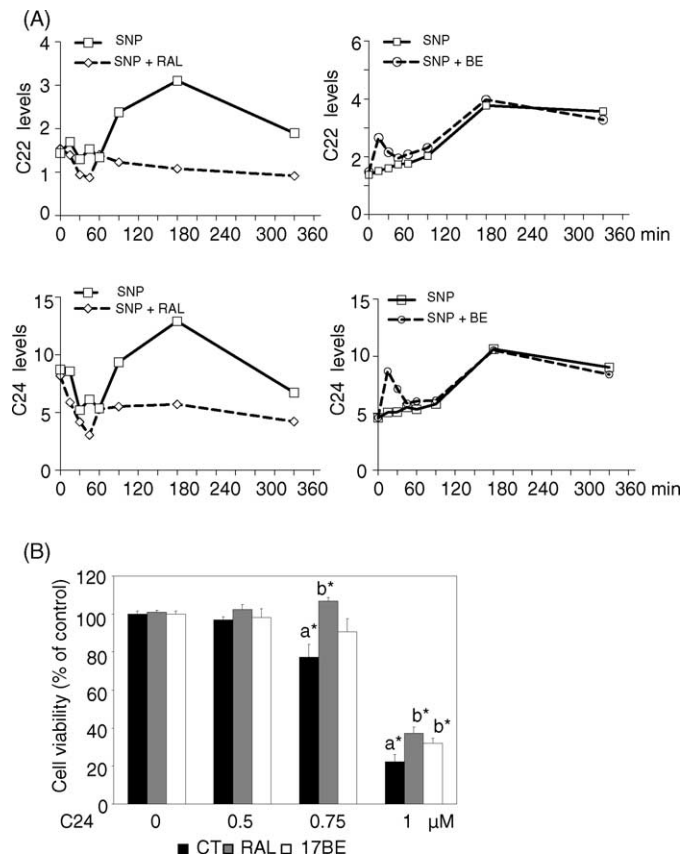 (A)
SNP
SNP + RAL
C22 levels
4
3
2
1
0
0 60 120 180 240 300 360
SNP
SNP + BE
C22 levels
6
4
2
0
0 60 120 180 240 300 360 min
SNP
SNP + RAL
C24 levels
15
10
5
0
0 60 120 180 240 300 360
SNP
SNP + BE
C24 levels
15
10
5
0
0 60 120 180 240 300 360 min
(B)
Cell viability (% of control)
120
100
80
60
40
20
0
a* b*
a* b* b*
C24 0 0.5 0.75 1 μM
CT RAL 17BE